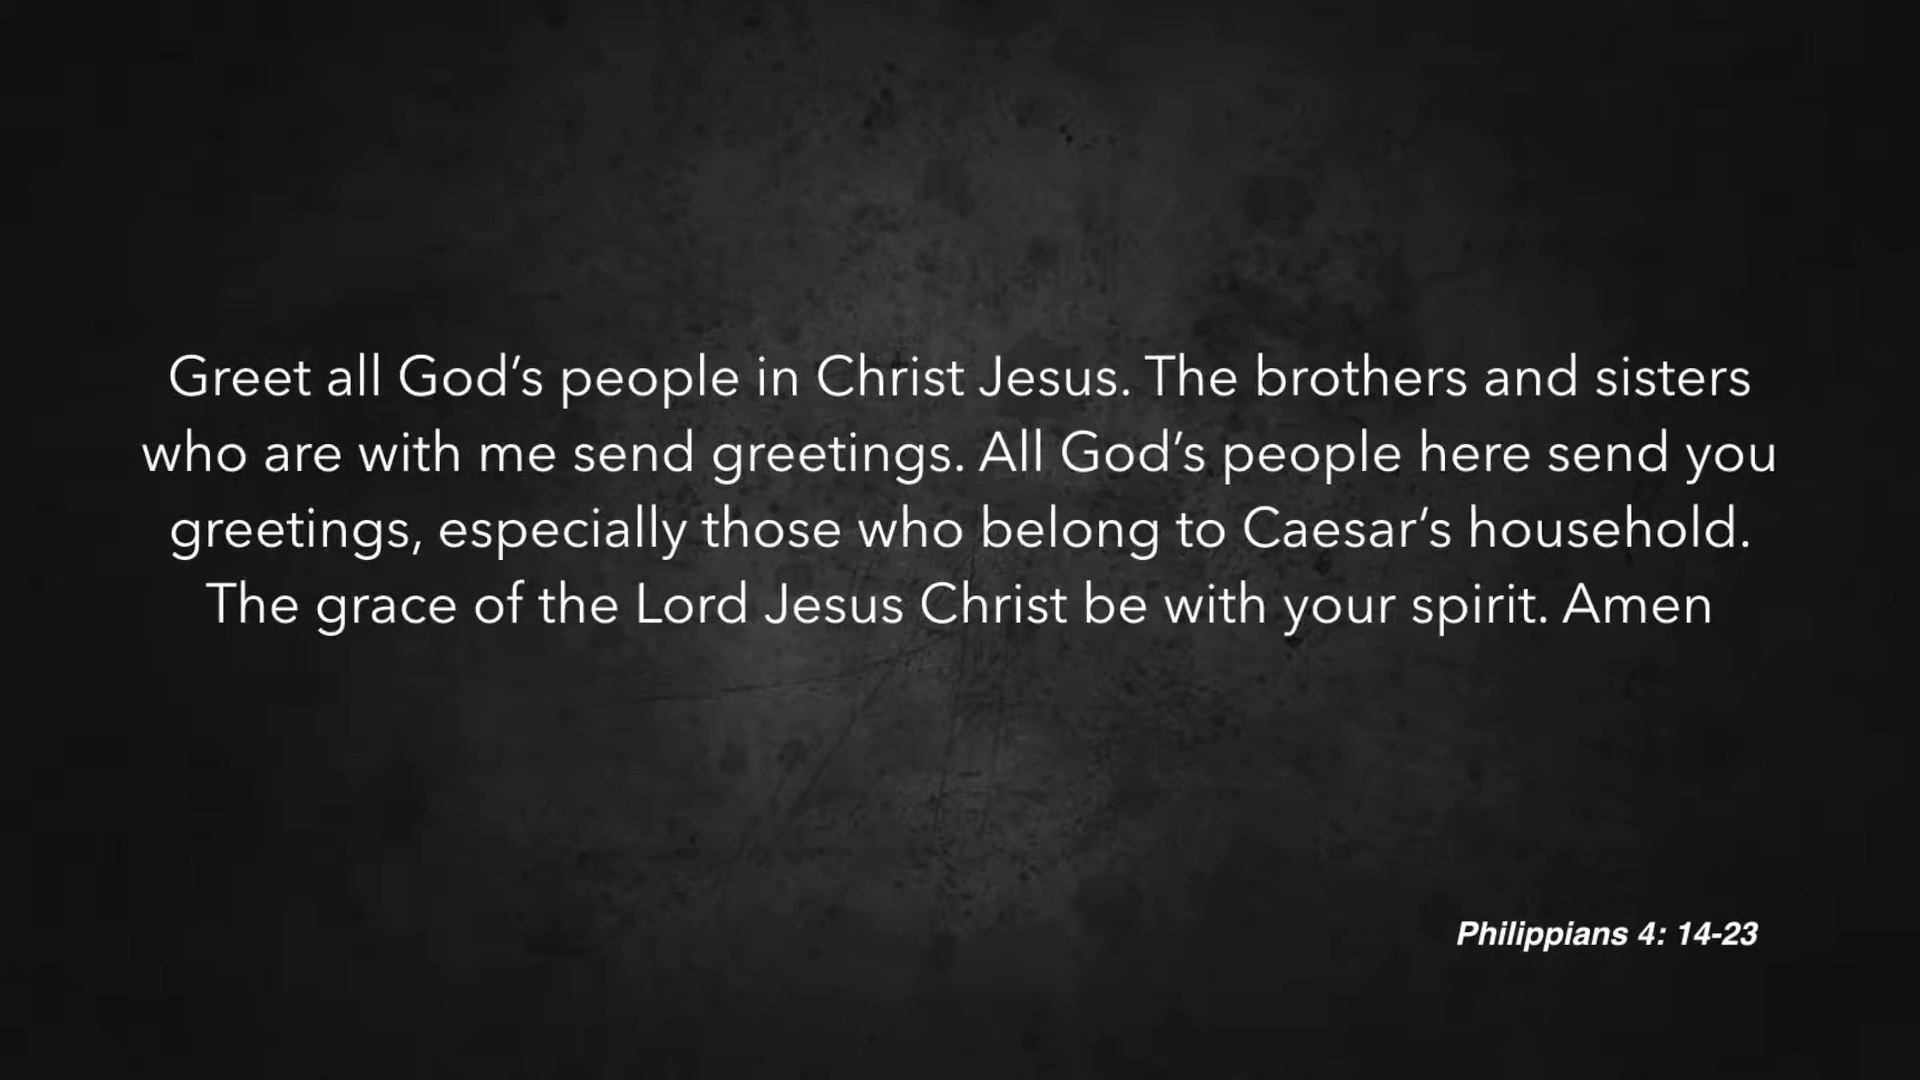 Greet all God’s people in Christ Jesus. The brothers and sisters
who are with me send greetings. All God’s people here send you
greetings, especially those who belong to Caesar’s household.
The grace of the Lord Jesus Christ be with your spirit. Amen
Philippians 4: 14-23